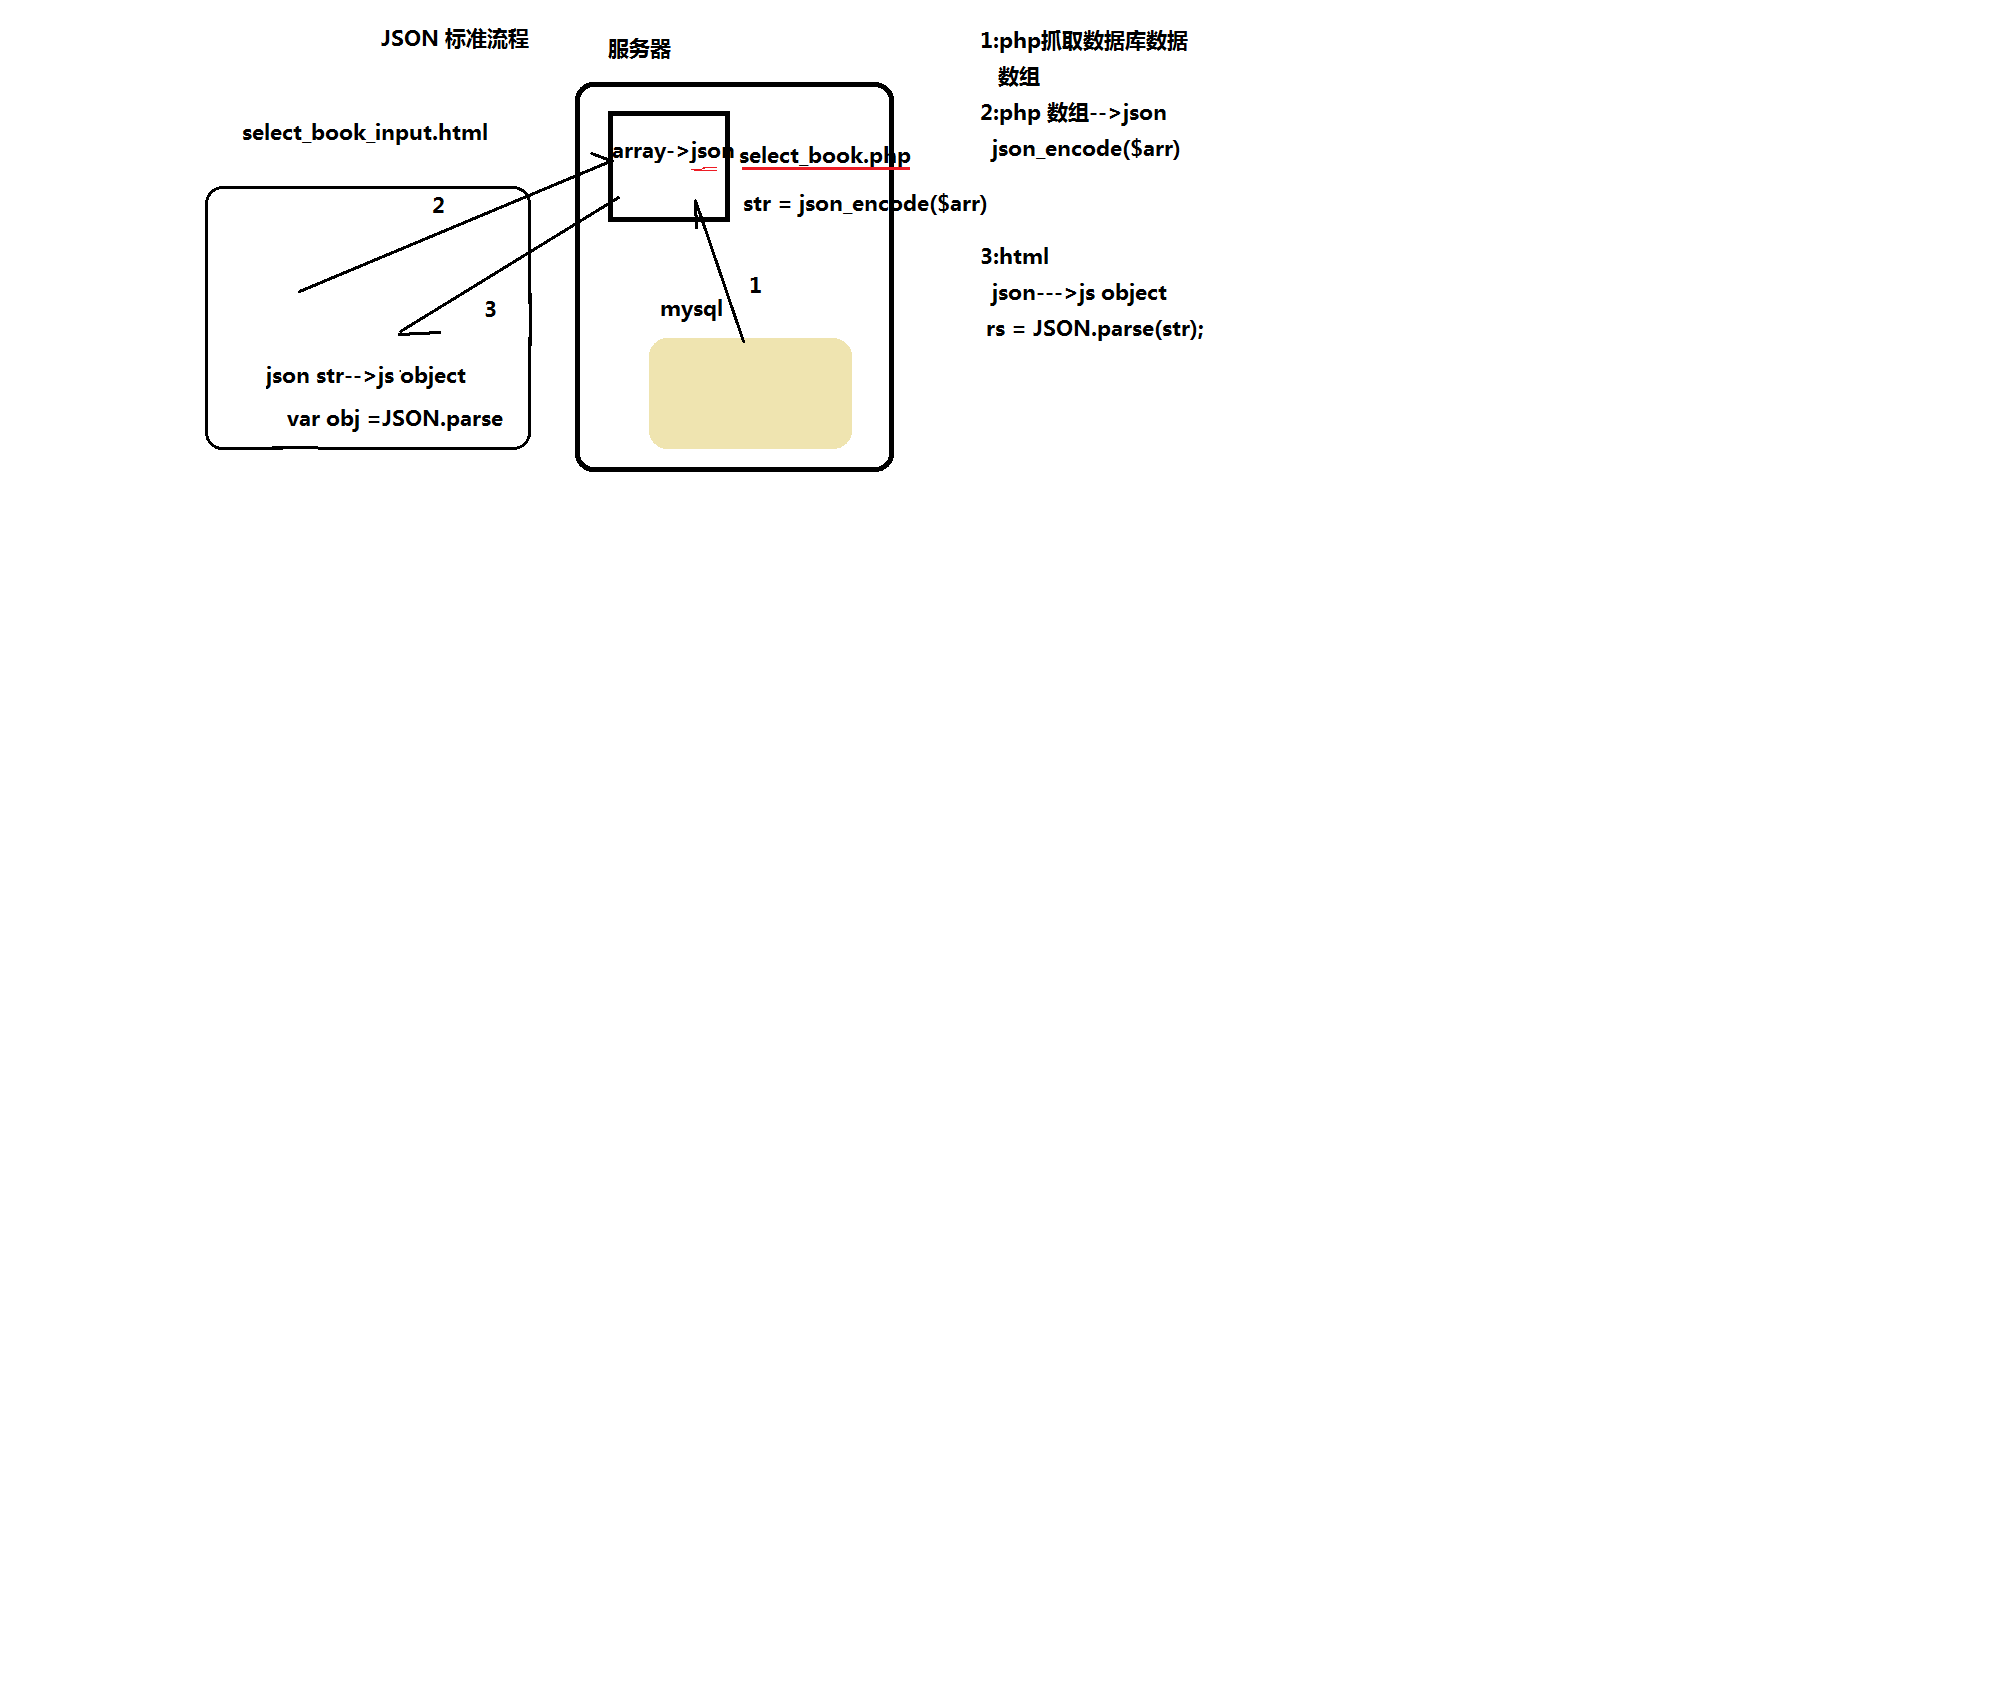 JSON 标准流程
服务器
select_book_input.html
2
3
json str-->js object
var obj =JSON.parse
array->json
select_book.php
str = json_encode($arr)
1
mysql
1:php抓取数据库数据
数组
2:php 数组-->json
json_encode($arr)
3:html
json--->js object
rs = JSON.parse(str);